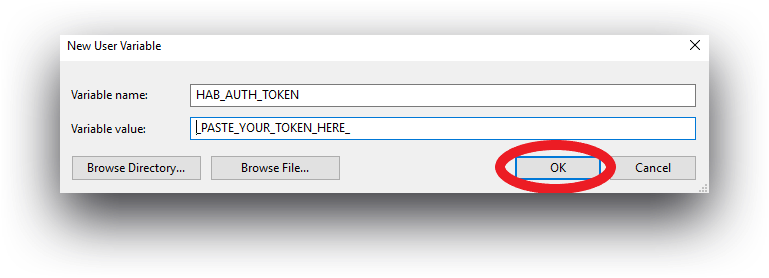 New User Variable
Variable name:
HAB_AUTH_TOKEN
Variable value:
_PASTE_YOUR_TOKEN_HERE_
Browse Directory...
Browse File...
OK
Cancel